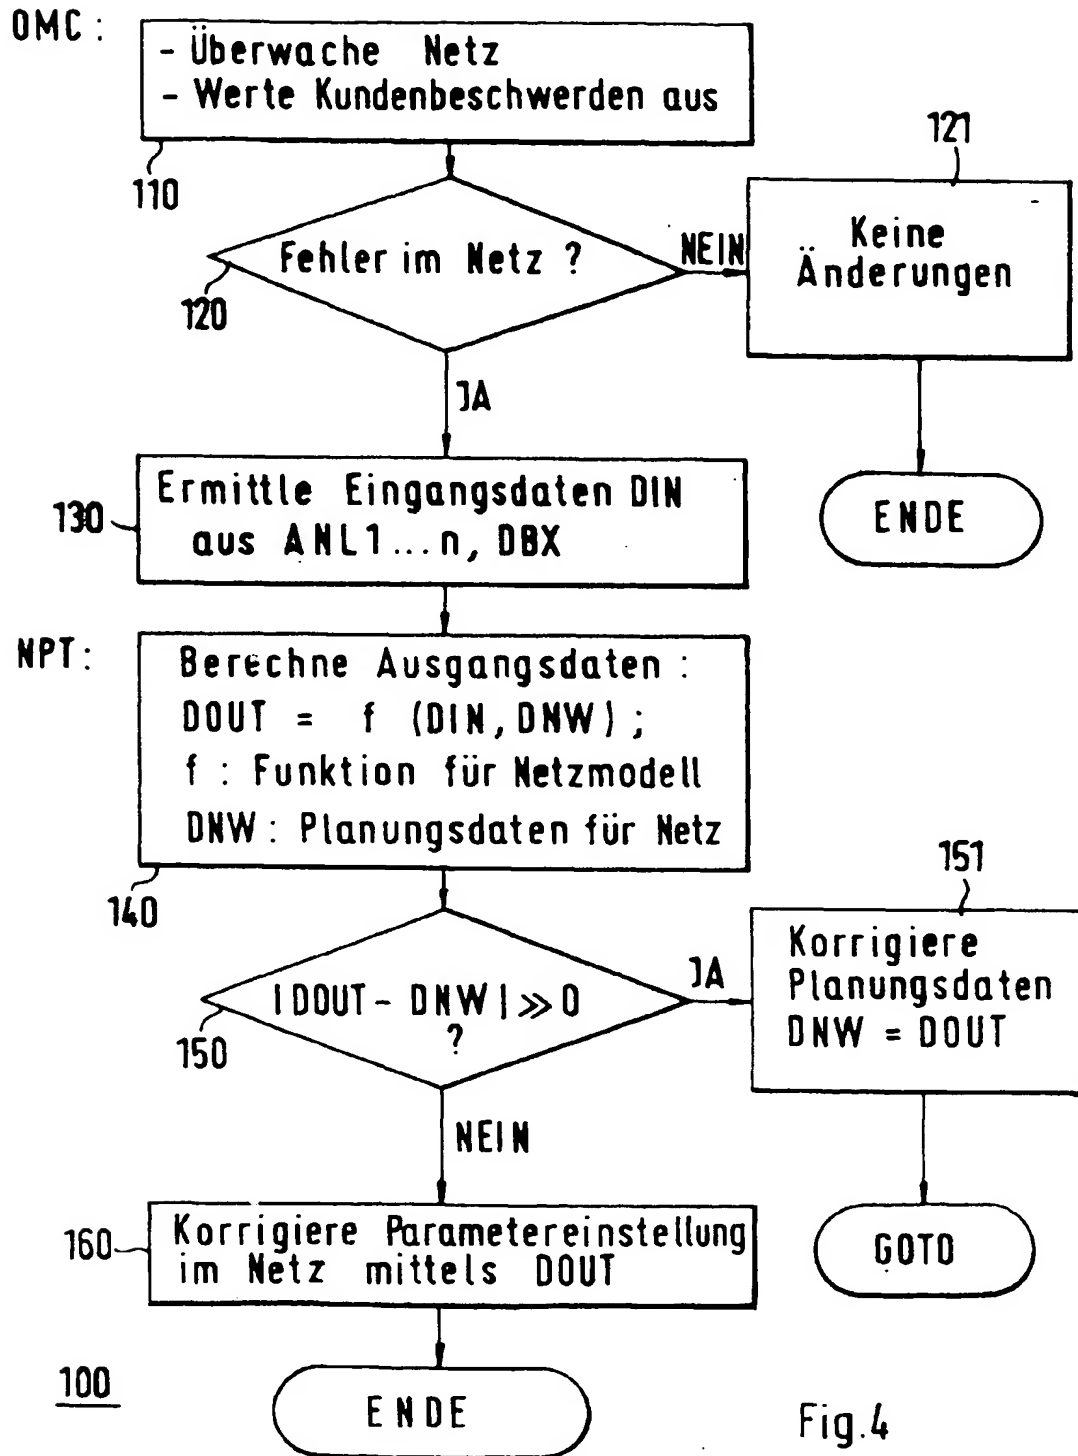 OMC:
- Überwache Netz
- Werte Kundenbeschwerden aus
110
121
Fehler im Netz ?
NEIN
120
Keine
Änderungen
JA
ENDE
130
Ermittle Eingangsdaten DIN
aus ANL1...n, DBX
NPT:
Berechne Ausgangsdaten :
DOUT = f (DIN, DNW) ;
f : Funktion für Netzmodell
DNW : Planungsdaten für Netz
140
151
|DOUT - DNW| ≫ 0
?
JA
150
Korrigiere
Planungsdaten
DNW = DOUT
NEIN
160
Korrigiere Parametereinstellung
im Netz mittels DOUT
GOTO
100
ENDE
Fig.4